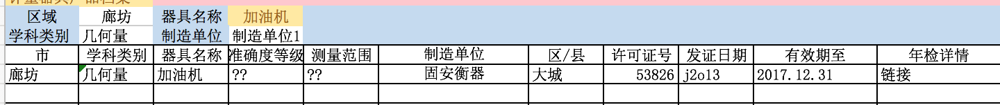 区域 廊坊 器具名称 加油机
学科类别 几何量 制造单位 制造单位1
市 学科类别 器具名称 准确度等级 测量范围 制造单位 区/县 许可证号 发证日期 有效期至 年检详情
廊坊 几何量 加油机 ?? ?? 固安衡器 大城 53826 j2o13 2017.12.31 链接